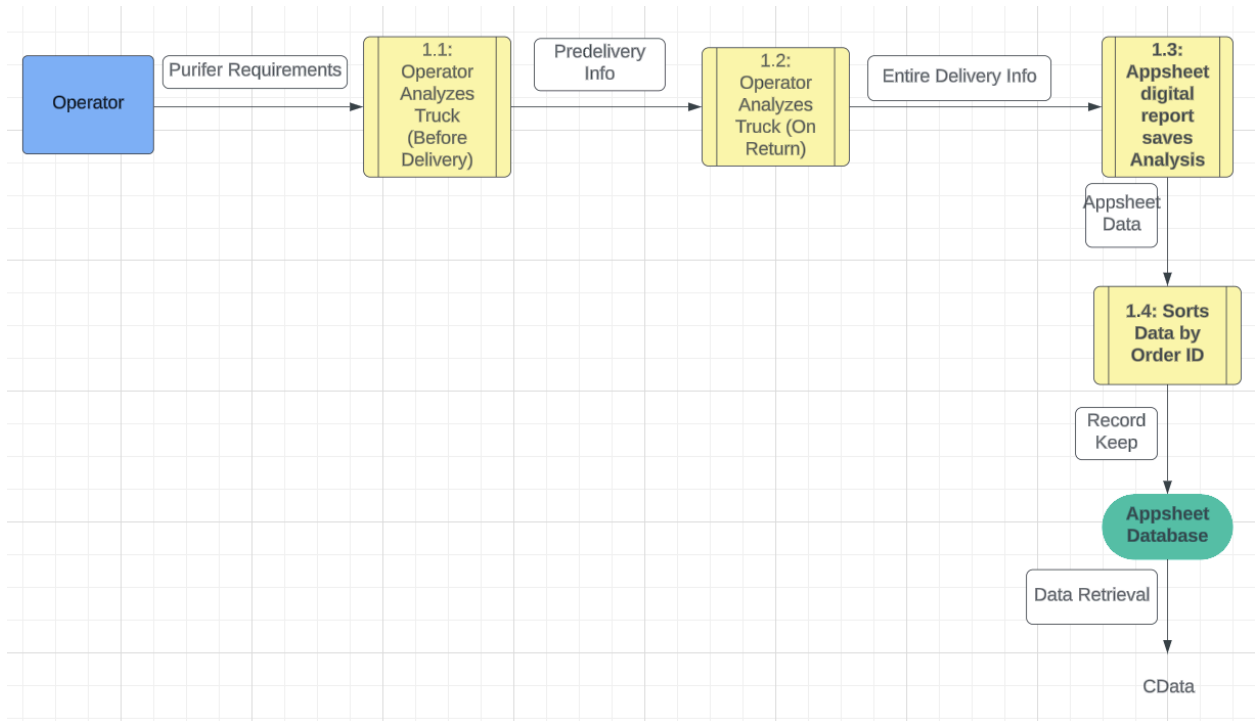 Operator
Purifer Requirements
1.1:
Operator
Analyzes
Truck
(Before
Delivery)
Predelivery
Info
1.2:
Operator
Analyzes
Truck (On
Return)
Entire Delivery Info
1.3:
Appsheet
digital
report
saves
Analysis
Appsheet
Data
1.4: Sorts
Data by
Order ID
Record
Keep
Appsheet
Database
Data Retrieval
CData